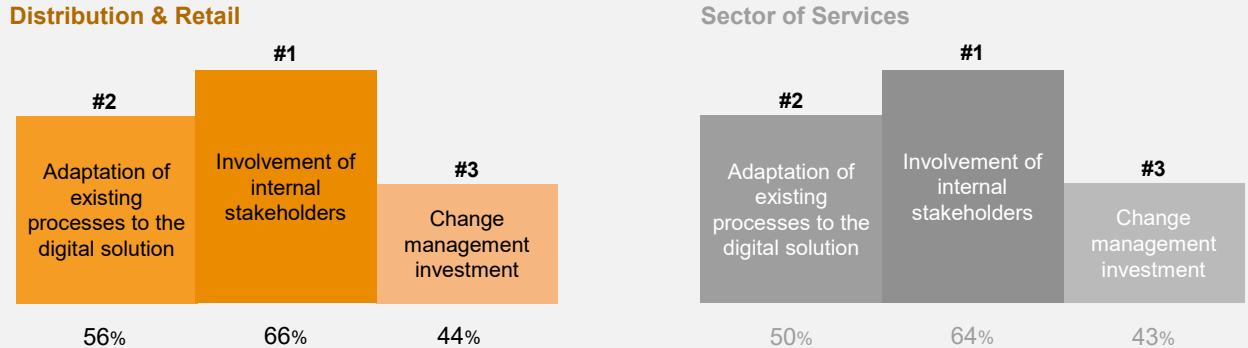 Distribution & Retail
#1
#2
#3
Adaptation of
existing
processes to the
digital solution
Involvement of
internal
stakeholders
Change
management
investment
56%
66%
44%
Sector of Services
#1
#2
#3
Adaptation of
existing
processes to the
digital solution
Involvement of
internal
stakeholders
Change
management
investment
50%
64%
43%